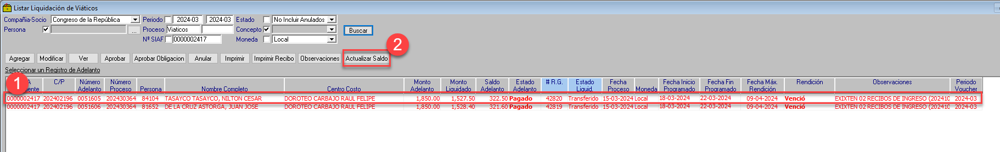 Listar Liquidación de Viáticos
Compañia-Socio Congreso de la República Periodo 2024-03 2024-03 Estado No Incluir Anulados
Persona ... Proceso Viaticos Concepto Buscar
Nº SIAF 0000002417 Moneda Local
2
Agregar Modificar Ver Aprobar Aprobar Obligacion Anular Imprimir Imprimir Recibo Observaciones Actualizar Saldo
Seleccionar un Registro de Adelanto
1
C/P Número Adelanto Número Proceso Persona Nombre Completo Centro Costo Monto Adelanto Monto Liquidado Saldo Adelanto Estado Adelanto # R.G. Estado Liquid. Fecha Proceso Moneda Fecha Inicio Programado Fecha Fin Programado Fecha Máx. Rendición Rendición Observaciones Periodo Voucher
0000002417 202402196 0051605 202430364 84104 TASAYCO TASAYCO, NILTON CESAR DOROTEO CARBAJO RAUL FELIPE 1,850.00 1,527.50 322.50 Pagado 42820 Transferido 15-03-2024 Local 18-03-2024 22-03-2024 09-04-2024 Venció EXIXTEN 02 RECIBOS DE INGRESO (202410 2024-03
0000002417 202402196 0051606 202430364 81652 DE LA CRUZ ASTORGA, JUAN JOSE DOROTEO CARBAJO RAUL FELIPE 1,850.00 1,528.40 321.60 Pagado 42819 Transferido 15-03-2024 Local 18-03-2024 22-03-2024 09-04-2024 Venció EXIXTEN 02 RECIBOS DE INGRESO (202410 2024-03